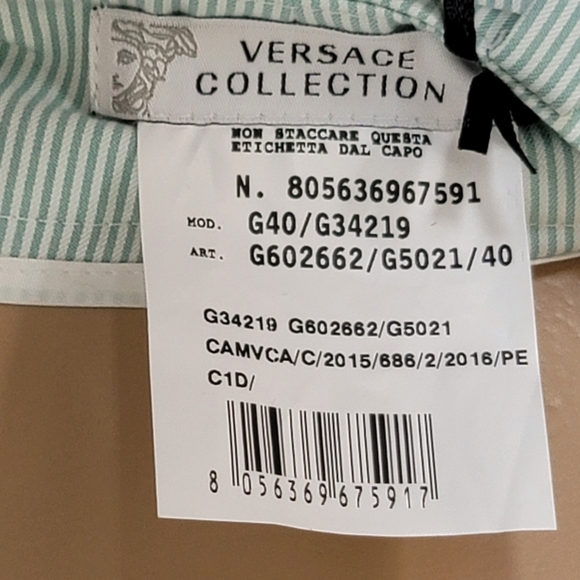 VERSACE
COLLECTION
NON STACCARE QUESTA
ETICHETTA DAL CAPO
N. 805636967591
MOD. G40/G34219
ART. G602662/G5021/40
G34219 G602662/G5021
CAMVCA/C/2015/686/2/2016/PE
C1D/
8 056369 675917